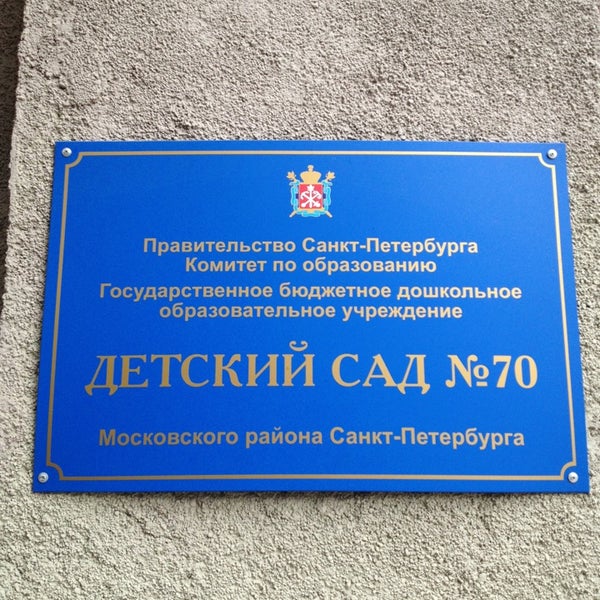 Правительство Санкт-Петербурга
Комитет по образованию
Государственное бюджетное дошкольное
образовательное учреждение
ДЕТСКИЙ САД №70
Московского района Санкт-Петербурга